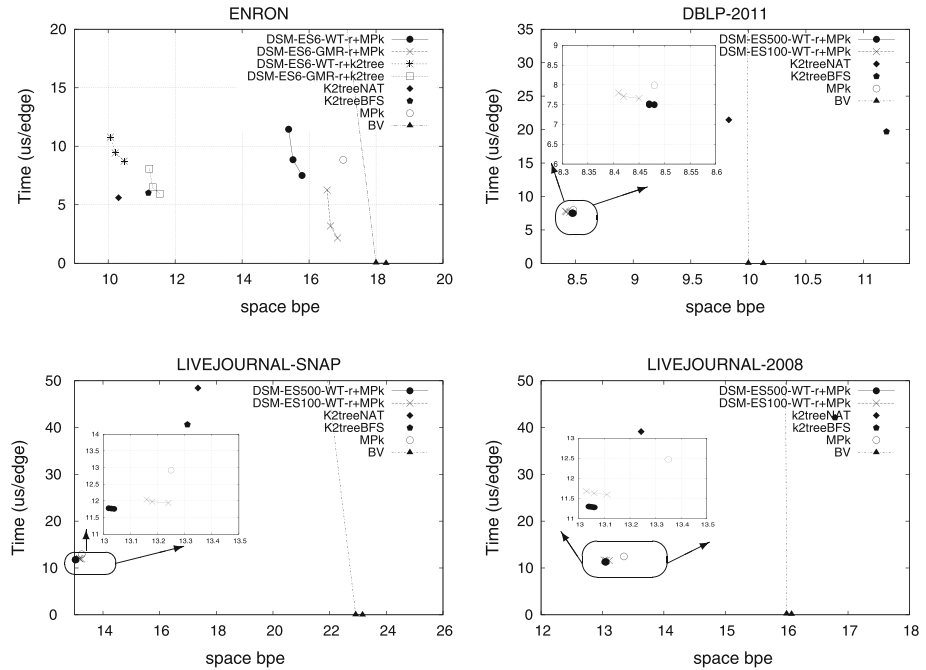 ENRON
DSM-ES6-WT-r+MPk
DSM-ES6-GMR-r+MPk
DSM-ES6-WT-r+k2tree
DSM-ES6-GMR-r+k2tree
K2treeNAT
K2treeBFS
MPk
BV
20
15
10
5
0
Time (us/edge)
10 12 14 16 18 20
space bpe
DBLP-2011
DSM-ES500-WT-r+MPk
DSM-ES100-WT-r+MPk
K2treeNAT
K2treeBFS
MPk
BV
35
30
25
20
15
10
5
0
Time (us/edge)
9
8.5
8
7.5
7
6.5
6
8.3 8.35 8.4 8.45 8.5 8.55 8.6
8.5 9 9.5 10 10.5 11
space bpe
LIVEJOURNAL-SNAP
DSM-ES500-WT-r+MPk
DSM-ES100-WT-r+MPk
K2treeNAT
K2treeBFS
MPk
BV
50
40
30
20
10
0
Time (us/edge)
14
13.5
13
12.5
12
11.5
11
13 13.1 13.2 13.3 13.4 13.5
14 16 18 20 22 24 26
space bpe
LIVEJOURNAL-2008
DSM-ES500-WT-r+MPk
DSM-ES100-WT-r+MPk
k2treeNAT
k2treeBFS
MPk
BV
50
40
30
20
10
0
Time (us/edge)
13
12.5
12
11.5
11
13 13.1 13.2 13.3 13.4 13.5
12 13 14 15 16 17 18
space bpe